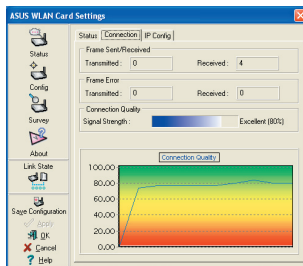 ASUS WLAN Card Settings
Status
Config
Survey
About
Link State
Save Configuration
Apply
OK
Cancel
Help
Status Connection IP Config
Frame Sent/Received
Transmitted : 0 Received : 4
Frame Error
Transmitted : 0 Received : 0
Connection Quality
Signal Strength : Excellent (80%)
Connection Quality
100.00
80.00
60.00
40.00
20.00
0.00